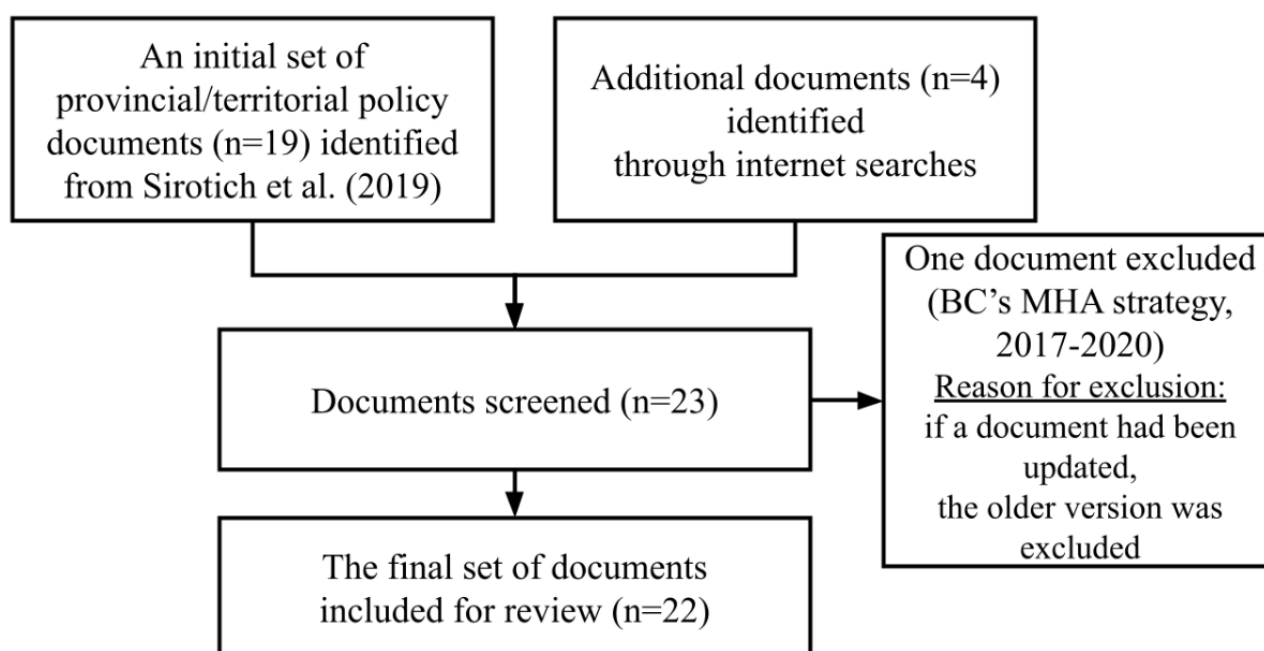 An initial set of
provincial/territorial policy
documents (n=19) identified
from Sirotich et al. (2019)
Additional documents (n=4)
identified
through internet searches
One document excluded
(BC’s MHA strategy,
2017-2020)
Reason for exclusion:
if a document had been
updated,
the older version was
excluded
Documents screened (n=23)
The final set of documents
included for review (n=22)